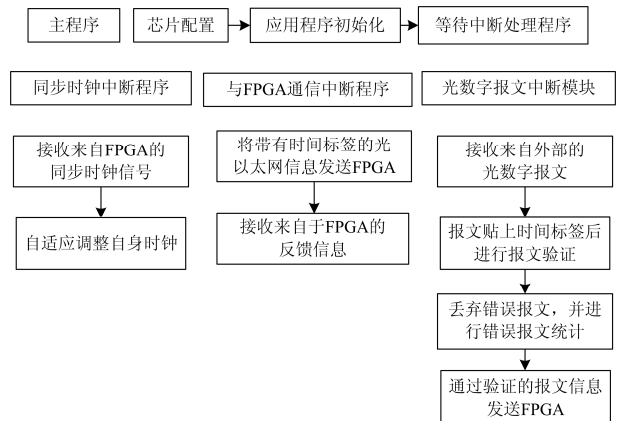 主程序
芯片配置
应用程序初始化
等待中断处理程序
同步时钟中断程序
与FPGA通信中断程序
光数字报文中断模块
接收来自FPGA的
同步时钟信号
自适应调整自身时钟
将带有时间标签的光
以太网信息发送FPGA
接收来自于FPGA的
反馈信息
接收来自外部的
光数字报文
报文贴上时间标签后
进行报文验证
丢弃错误报文，并进
行错误报文统计
通过验证的报文信息
发送FPGA